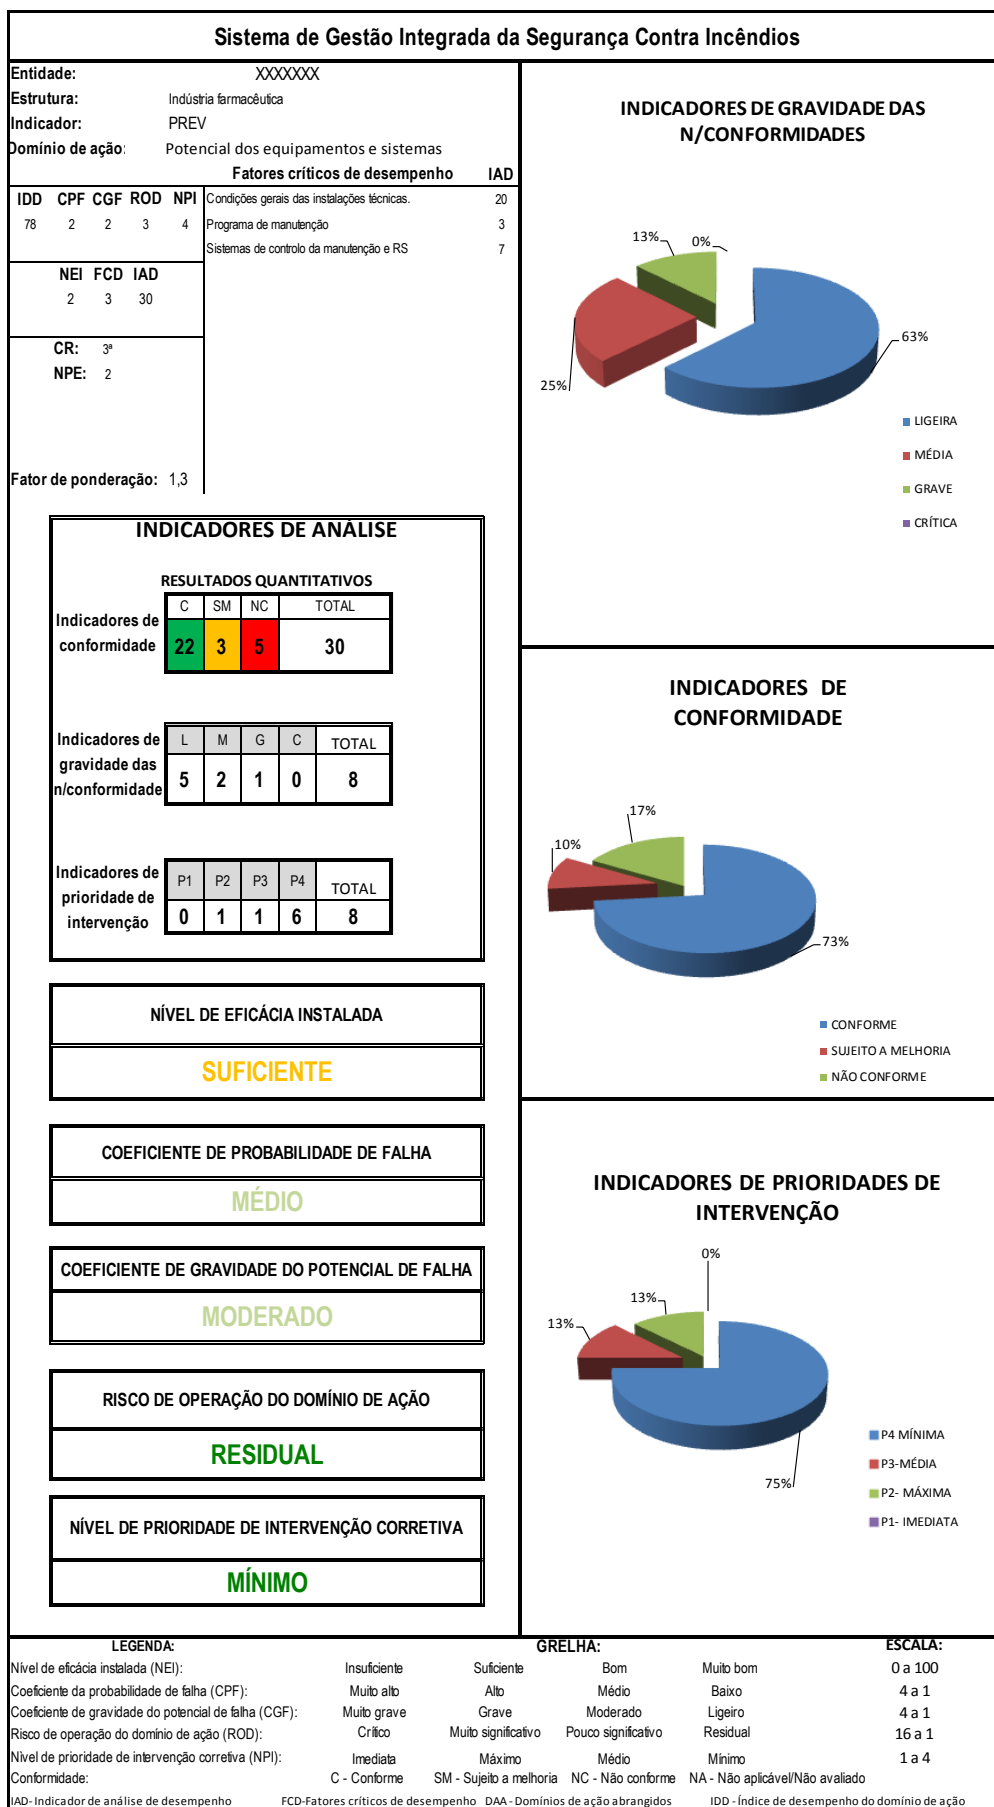 Sistema de Gestão Integrada da Segurança Contra Incêndios
Entidade: XXXXXXX
Estrutura: Indústria farmacêutica
Indicador: PREV
Domínio de ação: Potencial dos equipamentos e sistemas
Fatores críticos de desempenho IAD
IDD CPF CGF ROD NPI Condições gerais das instalações técnicas. 20
78 2 2 3 4 Programa de manutenção 3
Sistemas de controlo da manutenção e RS 7
NEI FCD IAD
2 3 30
CR: 3ª
NPE: 2
Fator de ponderação: 1,3
INDICADORES DE ANÁLISE
RESULTADOS QUANTITATIVOS
C SM NC TOTAL
Indicadores de
conformidade 22 3 5 30
Indicadores de
gravidade das
n/conformidade
L M G C TOTAL
5 2 1 0 8
Indicadores de
prioridade de
intervenção
P1 P2 P3 P4 TOTAL
0 1 1 6 8
NÍVEL DE EFICÁCIA INSTALADA
SUFICIENTE
COEFICIENTE DE PROBABILIDADE DE FALHA
MÉDIO
COEFICIENTE DE GRAVIDADE DO POTENCIAL DE FALHA
MODERADO
RISCO DE OPERAÇÃO DO DOMÍNIO DE AÇÃO
RESIDUAL
NÍVEL DE PRIORIDADE DE INTERVENÇÃO CORRETIVA
MÍNIMO
INDICADORES DE GRAVIDADE DAS
N/CONFORMIDADES
13% 0%
63%
25%
LIGEIRA
MÉDIA
GRAVE
CRÍTICA
INDICADORES DE
CONFORMIDADE
17%
10%
73%
CONFORME
SUJEITO A MELHORIA
NÃO CONFORME
INDICADORES DE PRIORIDADES DE
INTERVENÇÃO
0%
13%
13%
75%
P4 MÍNIMA
P3-MÉDIA
P2- MÁXIMA
P1- IMEDIATA
LEGENDA: GRELHA: ESCALA:
Nível de eficácia instalada (NEI): Insuficiente Suficiente Bom Muito bom 0 a 100
Coeficiente da probabilidade de falha (CPF): Muito alto Alto Médio Baixo 4 a 1
Coeficiente de gravidade do potencial de falha (CGF): Muito grave Grave Moderado Ligeiro 4 a 1
Risco de operação do domínio de ação (ROD): Crítico Muito significativo Pouco significativo Residual 16 a 1
Nível de prioridade de intervenção corretiva (NPI): Imediata Máximo Médio Mínimo 1 a 4
Conformidade: C - Conforme SM - Sujeito a melhoria NC - Não conforme NA - Não aplicável/Não avaliado
IAD- Indicador de análise de desempenho FCD-Fatores críticos de desempenho DAA - Domínios de ação abrangidos IDD - Índice de desempenho do domínio de ação